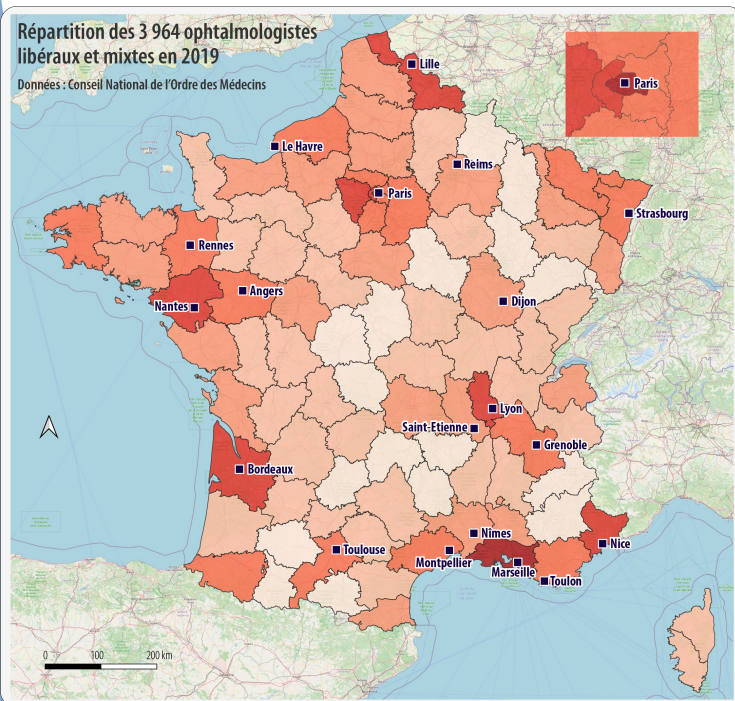 Répartition des 3 964 ophtalmologistes
libéraux et mixtes en 2019
Données : Conseil National de l'Ordre des Médecins
Lille
Paris
Le Havre
Reims
Paris
Strasbourg
Rennes
Angers
Nantes
Dijon
Lyon
Saint-Etienne
Grenoble
Bordeaux
Nimes
Toulouse
Nice
Montpellier
Marseille
Toulon
0 100 200 km